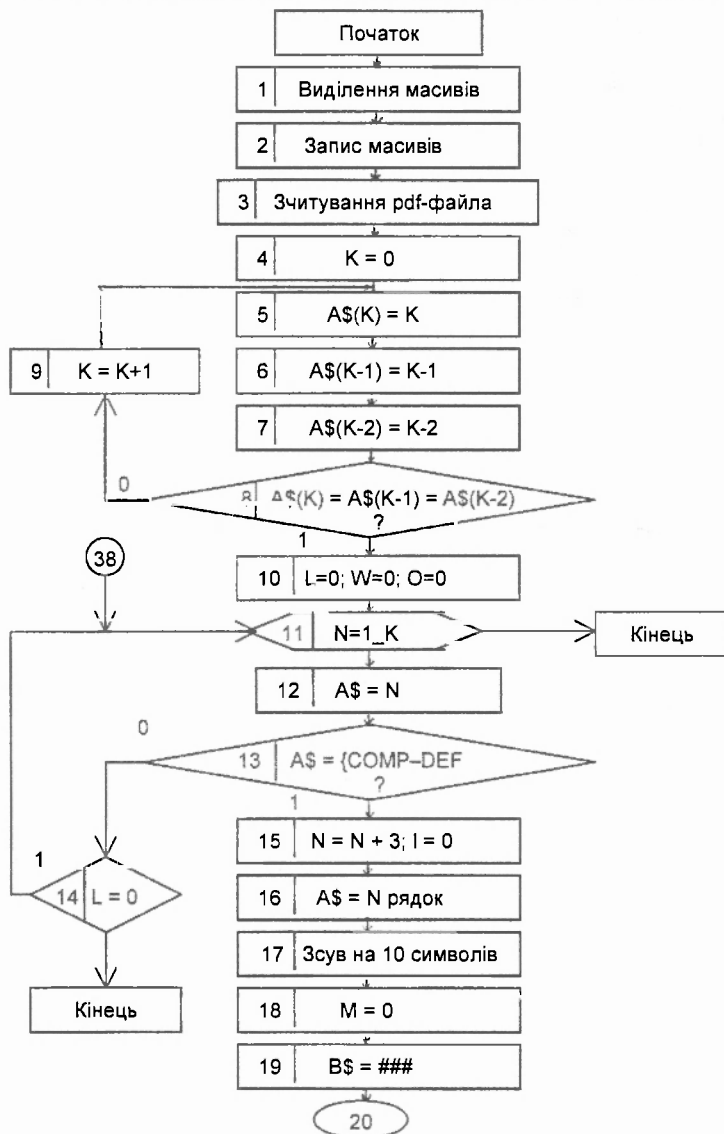 Початок
1 Виділення масивів
2 Запис масивів
3 Зчитування pdf-файла
4 K = 0
5 A$(K) = K
9 K = K+1
6 A$(K-1) = K-1
7 A$(K-2) = K-2
0
8 A$(K) = A$(K-1) = A$(K-2)
?
1
38
10 L=0; W=0; O=0
11 N=1_K
Кінець
12 A$ = N
0
13 A$ = {COMP–DEF
?
1
15 N = N + 3; I = 0
1
14 L = 0
16 A$ = N рядок
17 Зсув на 10 символів
Кінець
18 M = 0
19 B$ = ###
20